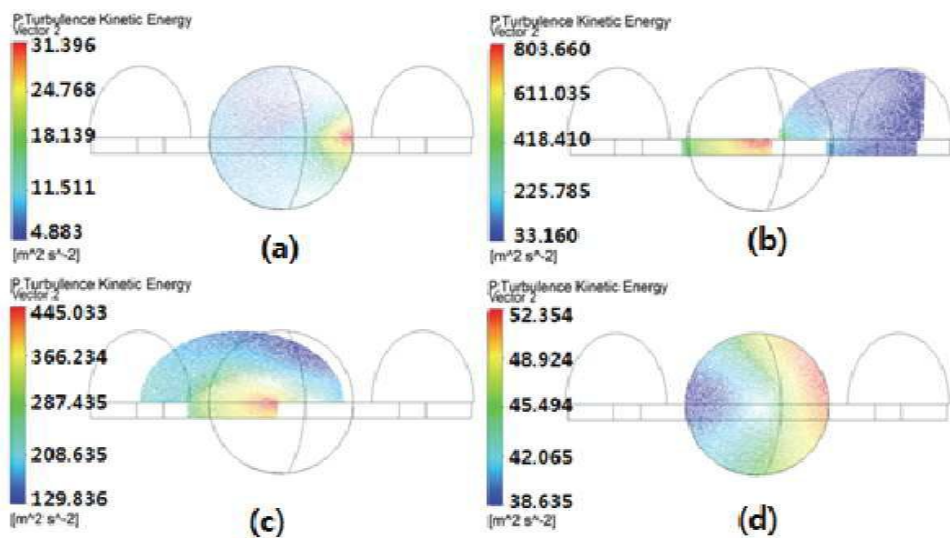 P.Turbulence Kinetic Energy
Vector 2
31.396
24.768
18.139
11.511
4.883
[m^2 s^-2]
(a)
P.Turbulence Kinetic Energy
Vector 2
803.660
611.035
418.410
225.785
33.160
[m^2 s^-2]
(b)
P.Turbulence Kinetic Energy
Vector 2
445.033
366.234
287.435
208.635
129.836
[m^2 s^-2]
(c)
P.Turbulence Kinetic Energy
Vector 2
52.354
48.924
45.494
42.065
38.635
[m^2 s^-2]
(d)